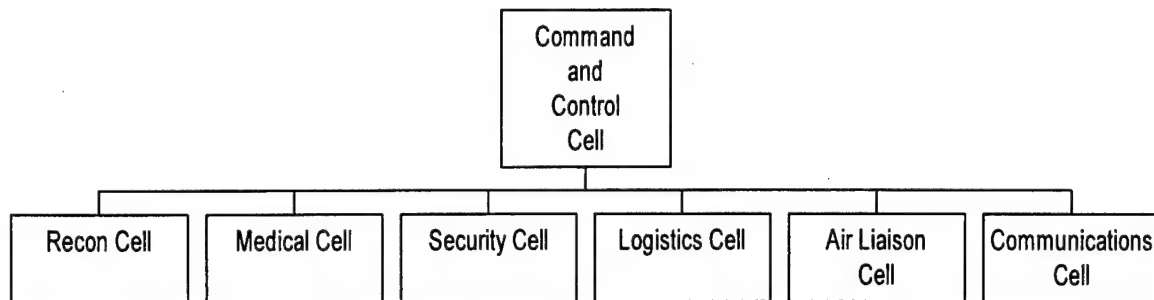 Command
and
Control
Cell
Recon Cell
Medical Cell
Security Cell
Logistics Cell
Air Liaison
Cell
Communications
Cell